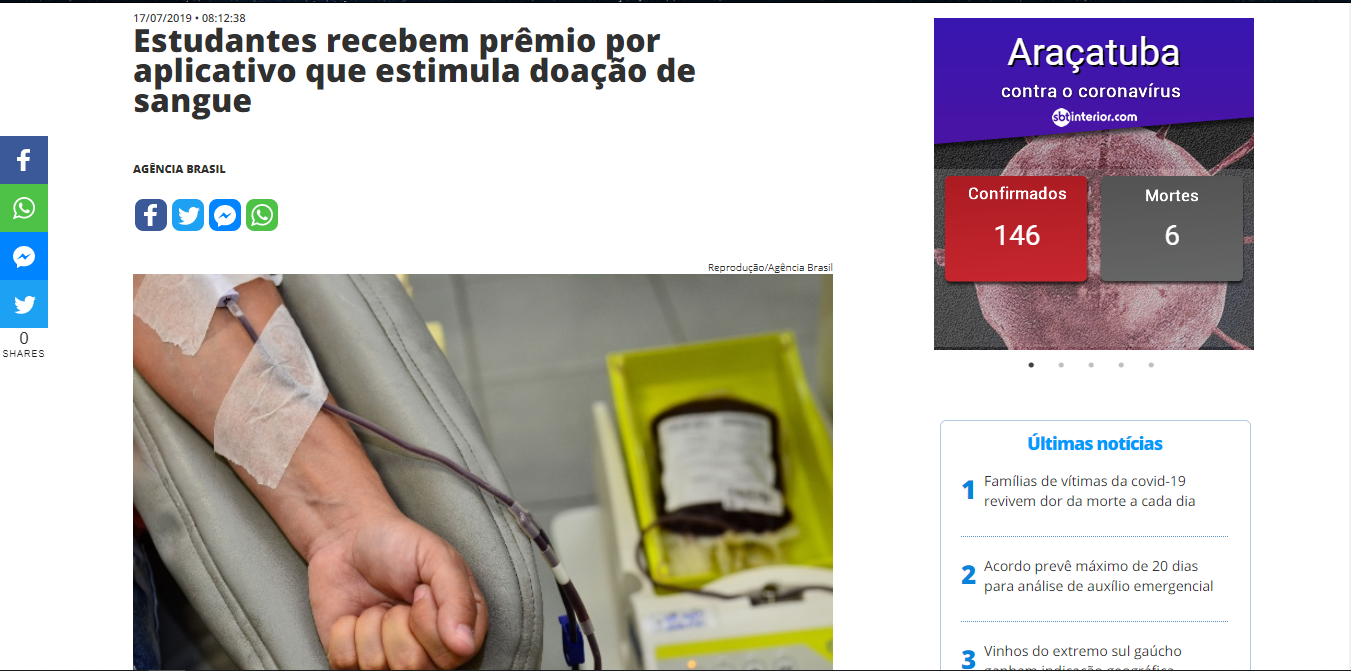 17/07/2019 • 08:12:38
Estudantes recebem prêmio por
aplicativo que estimula doação de
sangue
AGÊNCIA BRASIL
Reprodução/Agência Brasil
0
SHARES
Araçatuba
contra o coronavírus
sbtinterior.com
Confirmados
146
Mortes
6
Últimas notícias
1
Famílias de vítimas da covid-19
revivem dor da morte a cada dia
2
Acordo prevê máximo de 20 dias
para análise de auxílio emergencial
3
Vinhos do extremo sul gaúcho
ganham indicação geográfica